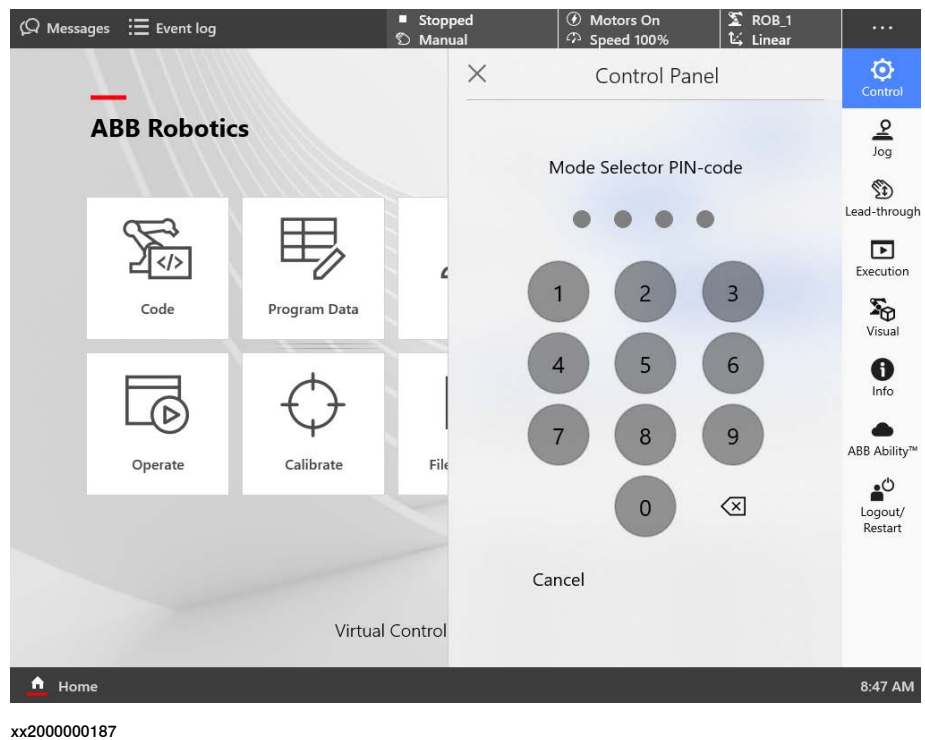 Messages
Event log
Stopped
Manual
Motors On
Speed 100%
ROB_1
Linear
...
Control Panel
Control
ABB Robotics
Mode Selector PIN-code
Jog
Lead-through
Execution
Visual
Info
ABB Ability™
Logout/
Restart
</>
Code
Program Data
Operate
Calibrate
File
1 2 3
4 5 6
7 8 9
0
Cancel
Virtual Control
Home
8:47 AM
xx2000000187